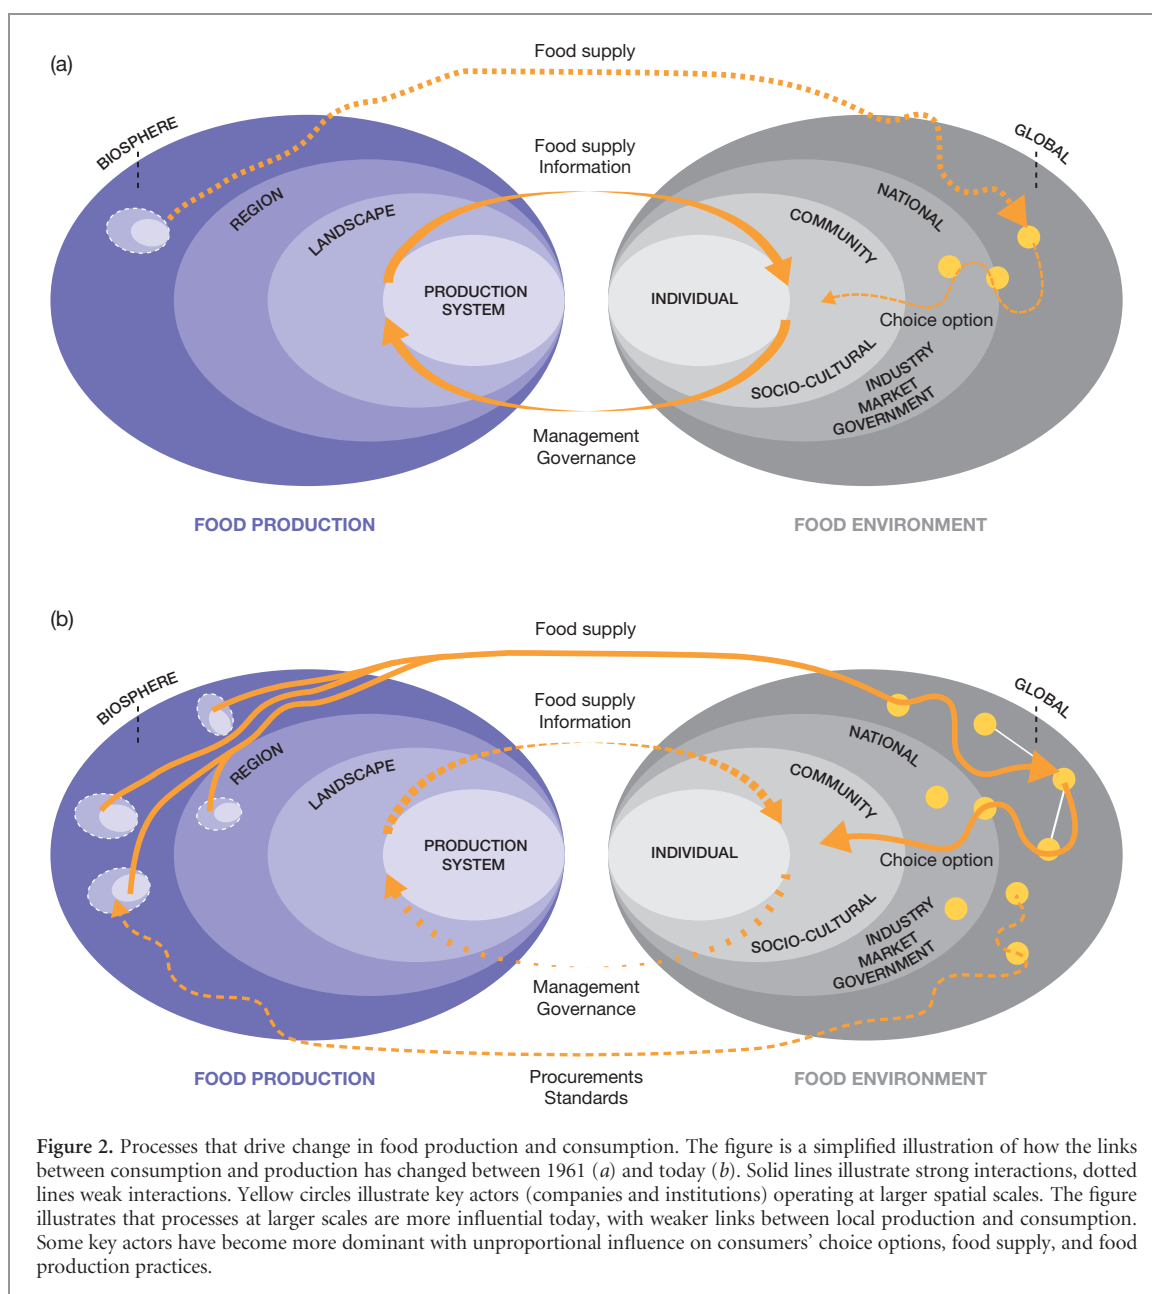 (a)
Food supply
BIOSPHERE
GLOBAL
Food supply
Information
REGION
NATIONAL
LANDSCAPE
COMMUNITY
PRODUCTION
SYSTEM
INDIVIDUAL
Choice option
SOCIO-CULTURAL
INDUSTRY
MARKET
GOVERNMENT
Management
Governance
FOOD PRODUCTION
FOOD ENVIRONMENT
(b)
Food supply
BIOSPHERE
GLOBAL
Food supply
Information
REGION
NATIONAL
LANDSCAPE
COMMUNITY
PRODUCTION
SYSTEM
INDIVIDUAL
Choice option
SOCIO-CULTURAL
INDUSTRY
MARKET
GOVERNMENT
Management
Governance
FOOD PRODUCTION
Procurements
Standards
FOOD ENVIRONMENT
Figure 2. Processes that drive change in food production and consumption. The figure is a simplified illustration of how the links
between consumption and production has changed between 1961 (a) and today (b). Solid lines illustrate strong interactions, dotted
lines weak interactions. Yellow circles illustrate key actors (companies and institutions) operating at larger spatial scales. The figure
illustrates that processes at larger scales are more influential today, with weaker links between local production and consumption.
Some key actors have become more dominant with unproportional influence on consumers' choice options, food supply, and food
production practices.